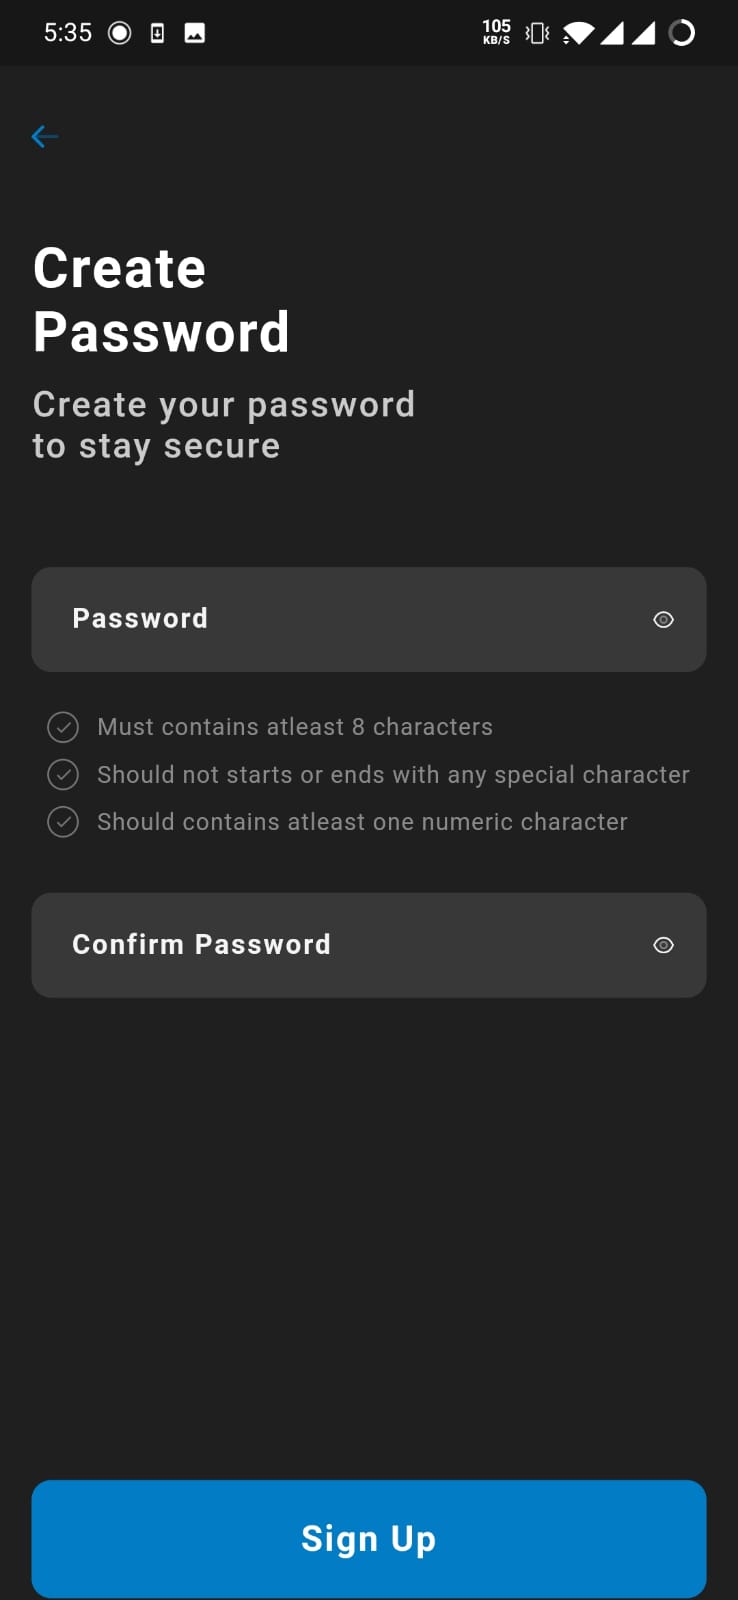 5:35
105
KB/S
Create
Password
Create your password
to stay secure
Password
Must contains atleast 8 characters
Should not starts or ends with any special character
Should contains atleast one numeric character
Confirm Password
Sign Up